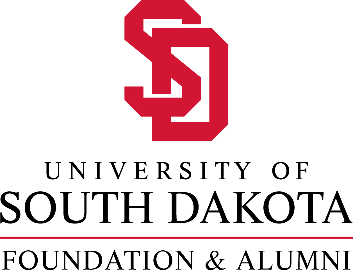 SD
UNIVERSITY OF
SOUTH DAKOTA
FOUNDATION & ALUMNI